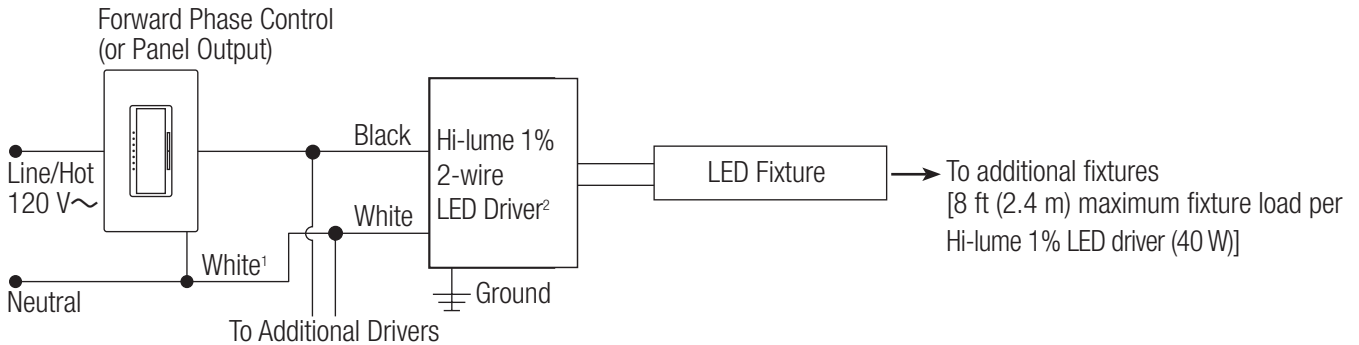 Forward Phase Control
(or Panel Output)
Line/Hot
120 V～
Neutral
White¹
Black
White
Hi-lume 1%
2-wire
LED Driver²
Ground
To Additional Drivers
LED Fixture
To additional fixtures
[8 ft (2.4 m) maximum fixture load per
Hi-lume 1% LED driver (40 W)]